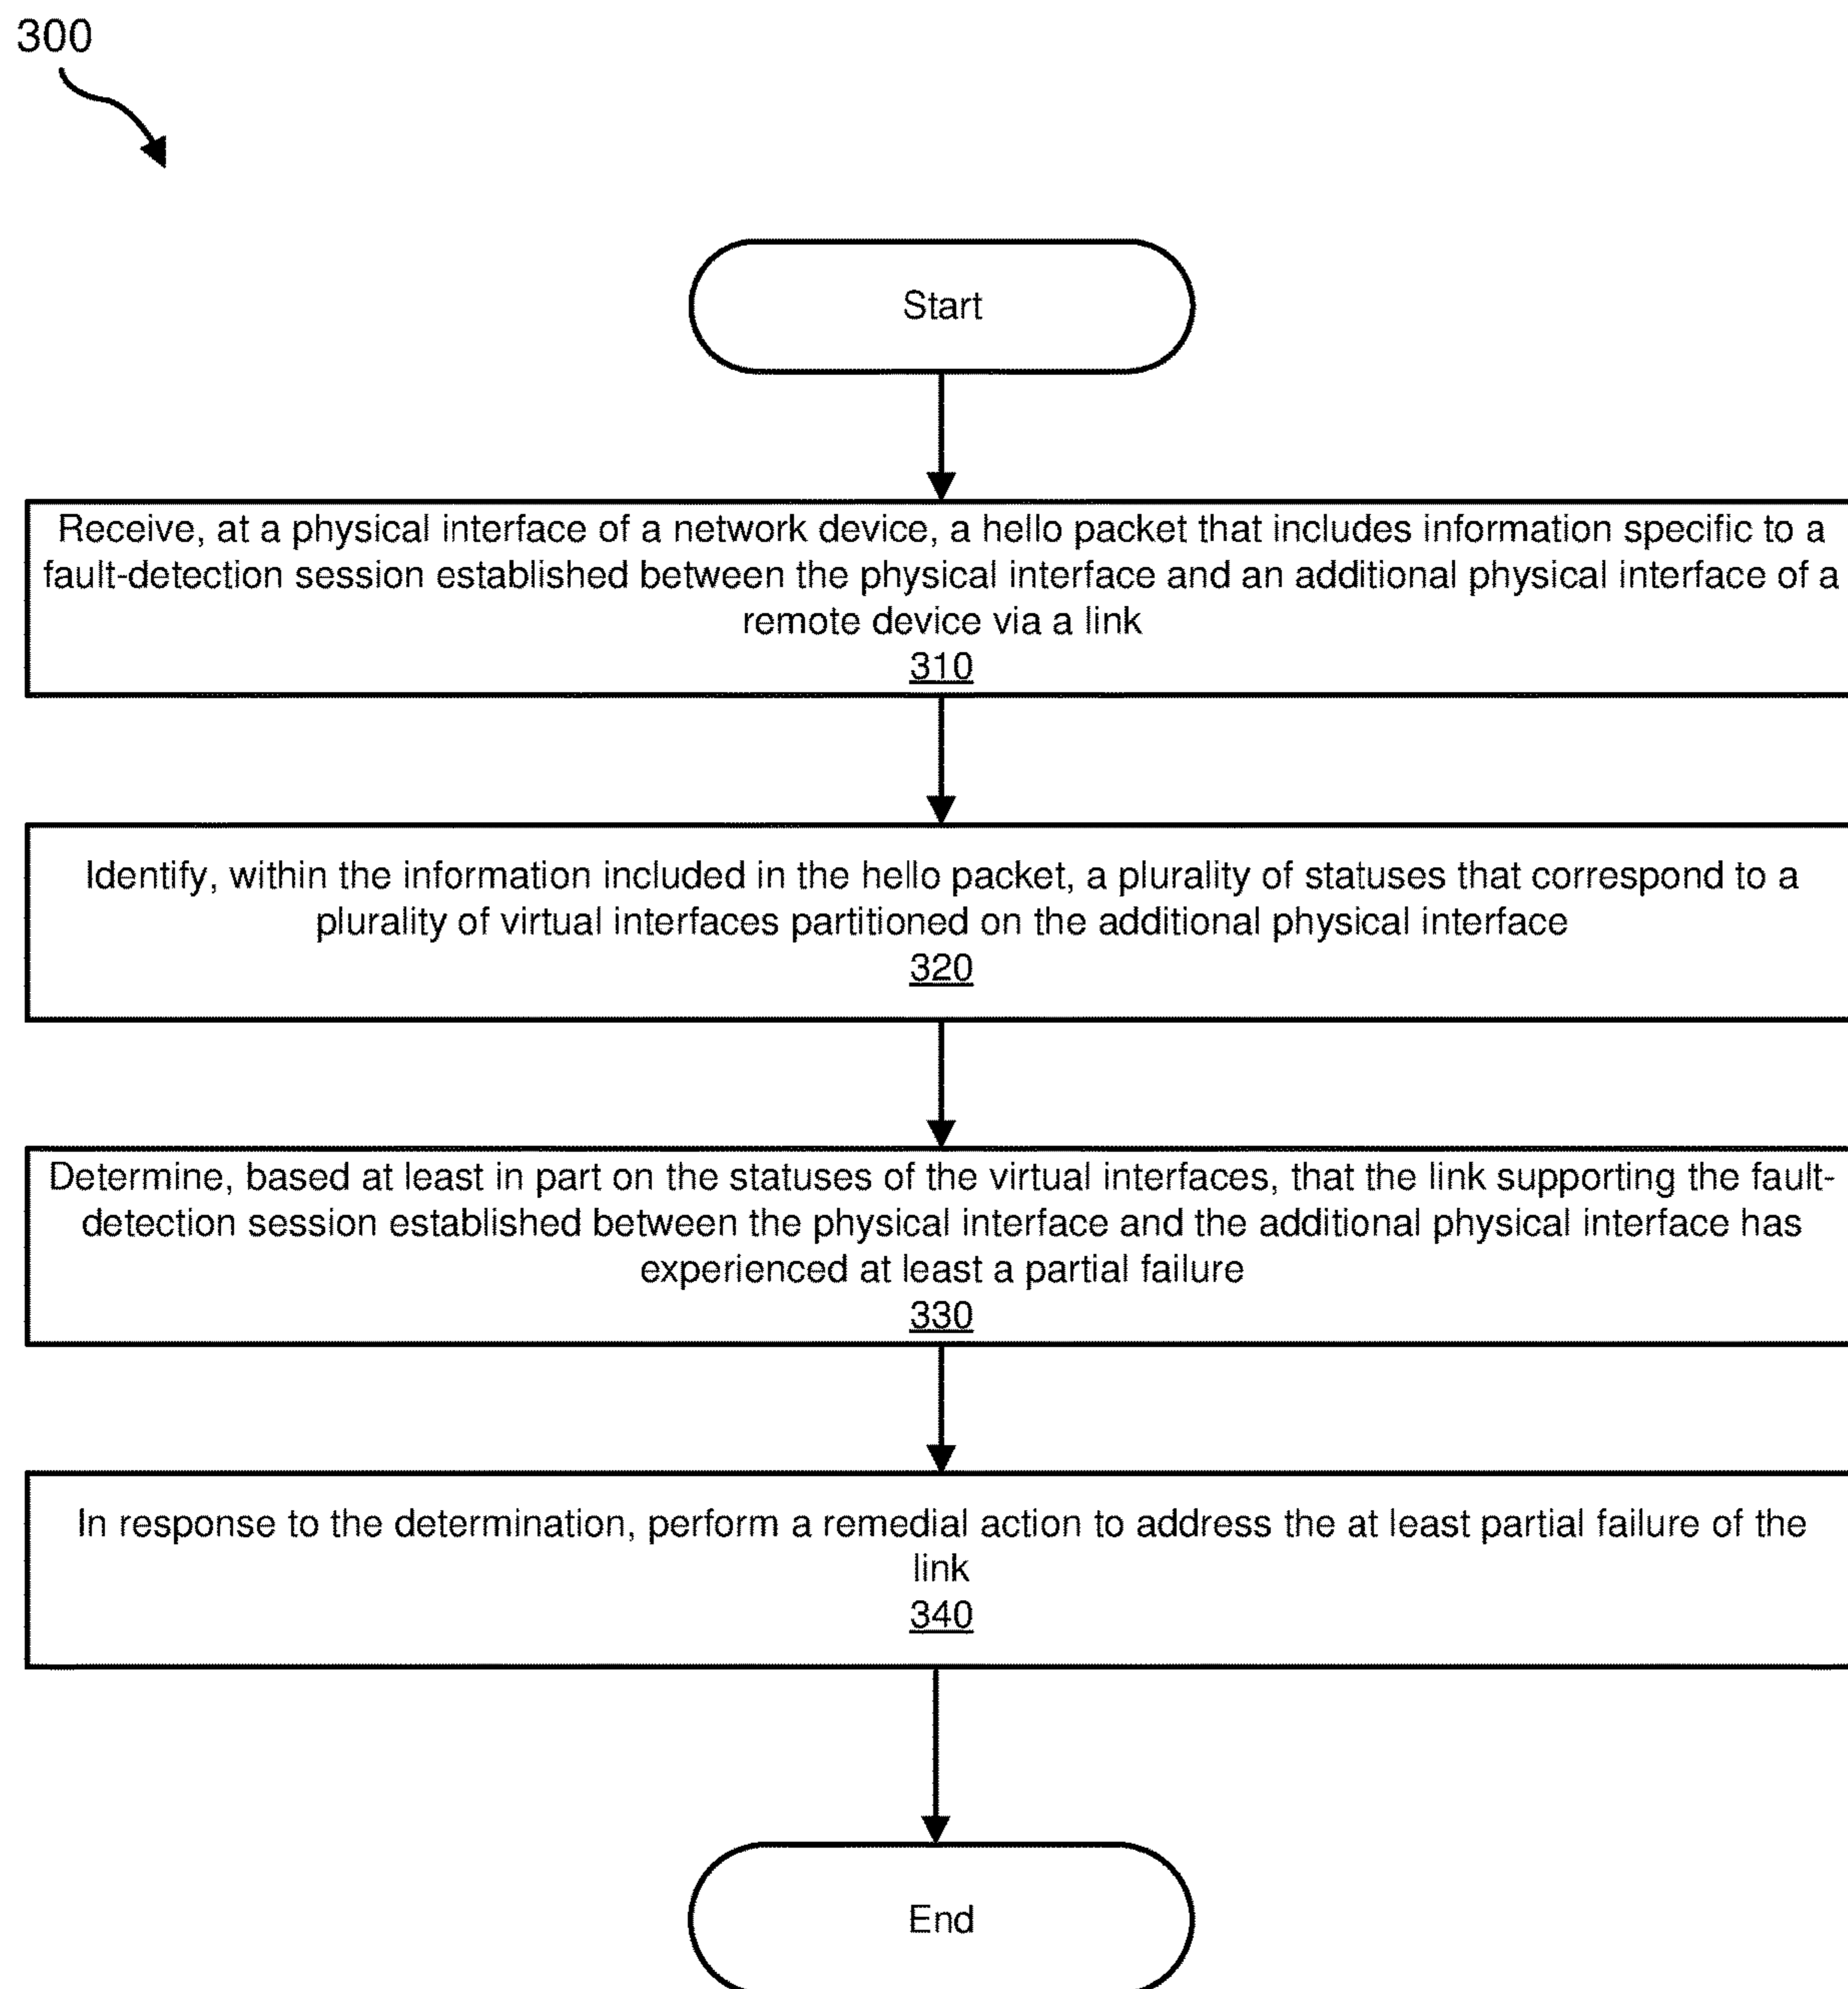 300
Start
Receive, at a physical interface of a network device, a hello packet that includes information specific to a
fault-detection session established between the physical interface and an additional physical interface of a
remote device via a link
310
Identify, within the information included in the hello packet, a plurality of statuses that correspond to a
plurality of virtual interfaces partitioned on the additional physical interface
320
Determine, based at least in part on the statuses of the virtual interfaces, that the link supporting the fault-
detection session established between the physical interface and the additional physical interface has
experienced at least a partial failure
330
In response to the determination, perform a remedial action to address the at least partial failure of the
link
340
End